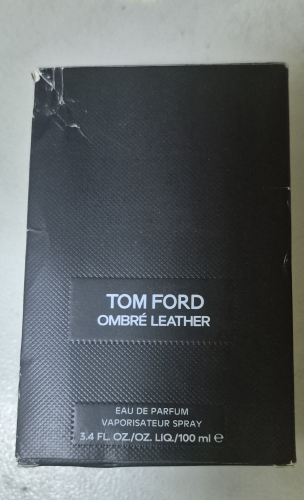 TOM FORD
OMBRÉ LEATHER
EAU DE PARFUM
VAPORISATEUR SPRAY
3.4 FL. OZ./OZ. LIQ./100 ml ℮